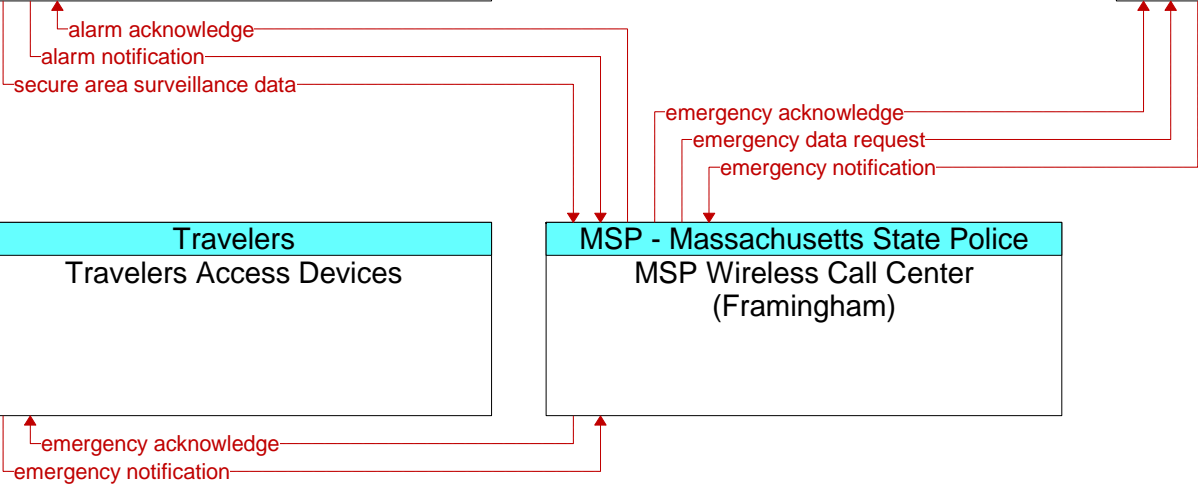 alarm acknowledge
alarm notification
secure area surveillance data
emergency acknowledge
emergency data request
emergency notification
Travelers
Travelers Access Devices
MSP - Massachusetts State Police
MSP Wireless Call Center
(Framingham)
emergency acknowledge
emergency notification